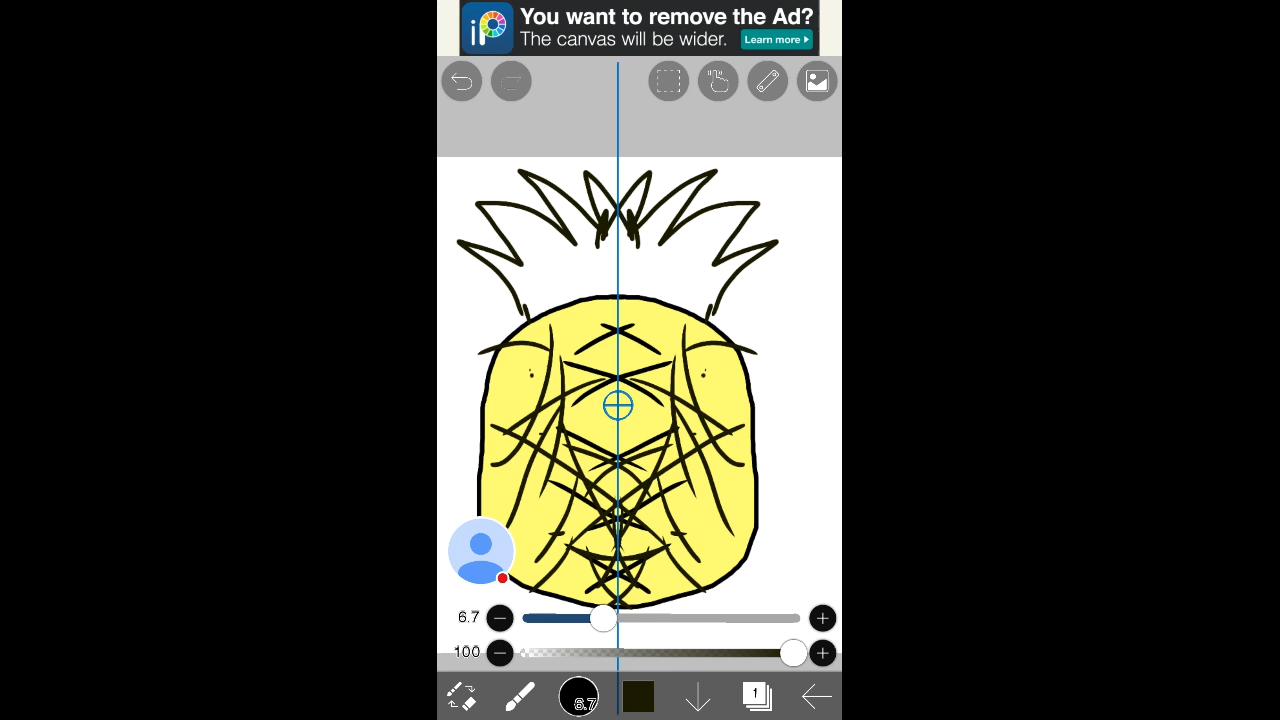 iP
You want to remove the Ad?
The canvas will be wider.
Learn more
6.7
100
6.7
1